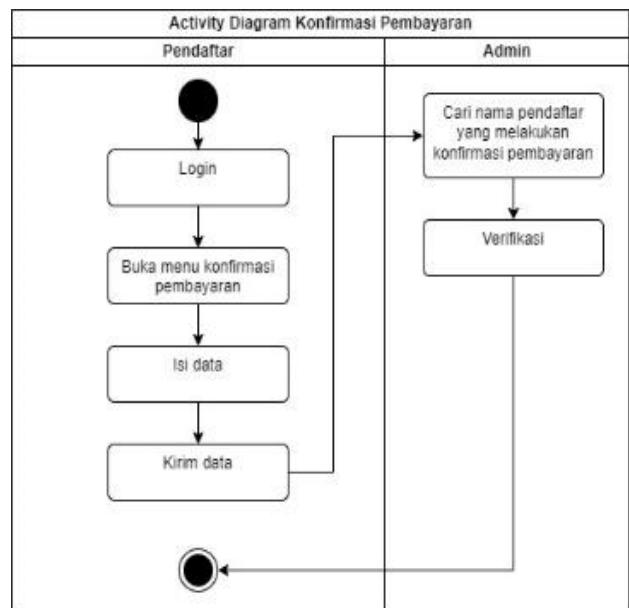 Activity Diagram Konfirmasi Pembayaran
Pendaftar
Admin
Login
Buka menu konfirmasi
pembayaran
Isi data
Kirim data
Cari nama pendaftar
yang melakukan
konfirmasi pembayaran
Verifikasi